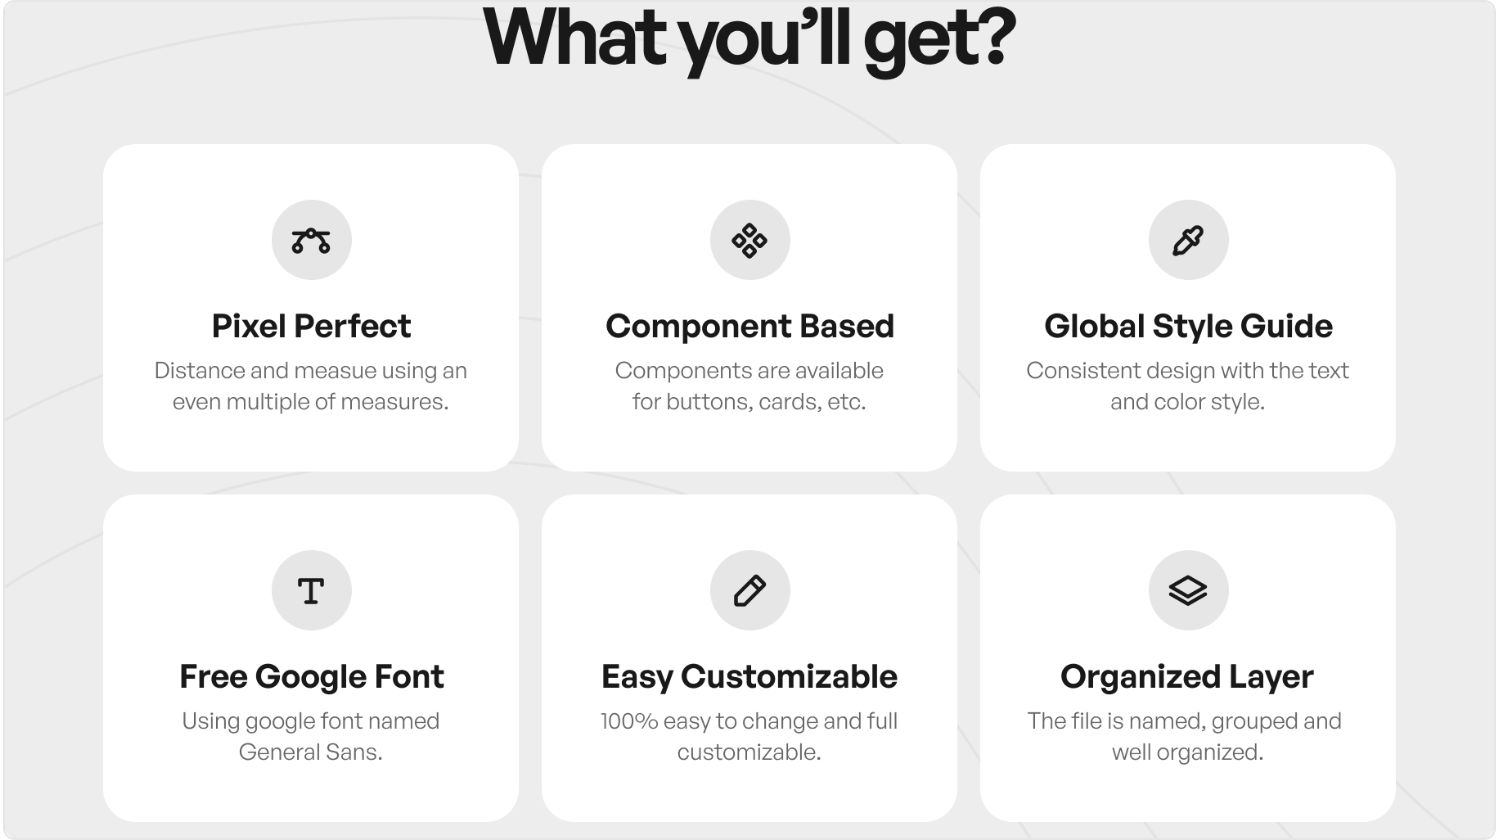 What you’ll get?
Pixel Perfect
Distance and measue using an
even multiple of measures.
Component Based
Components are available
for buttons, cards, etc.
Global Style Guide
Consistent design with the text
and color style.
Free Google Font
Using google font named
General Sans.
Easy Customizable
100% easy to change and full
customizable.
Organized Layer
The file is named, grouped and
well organized.